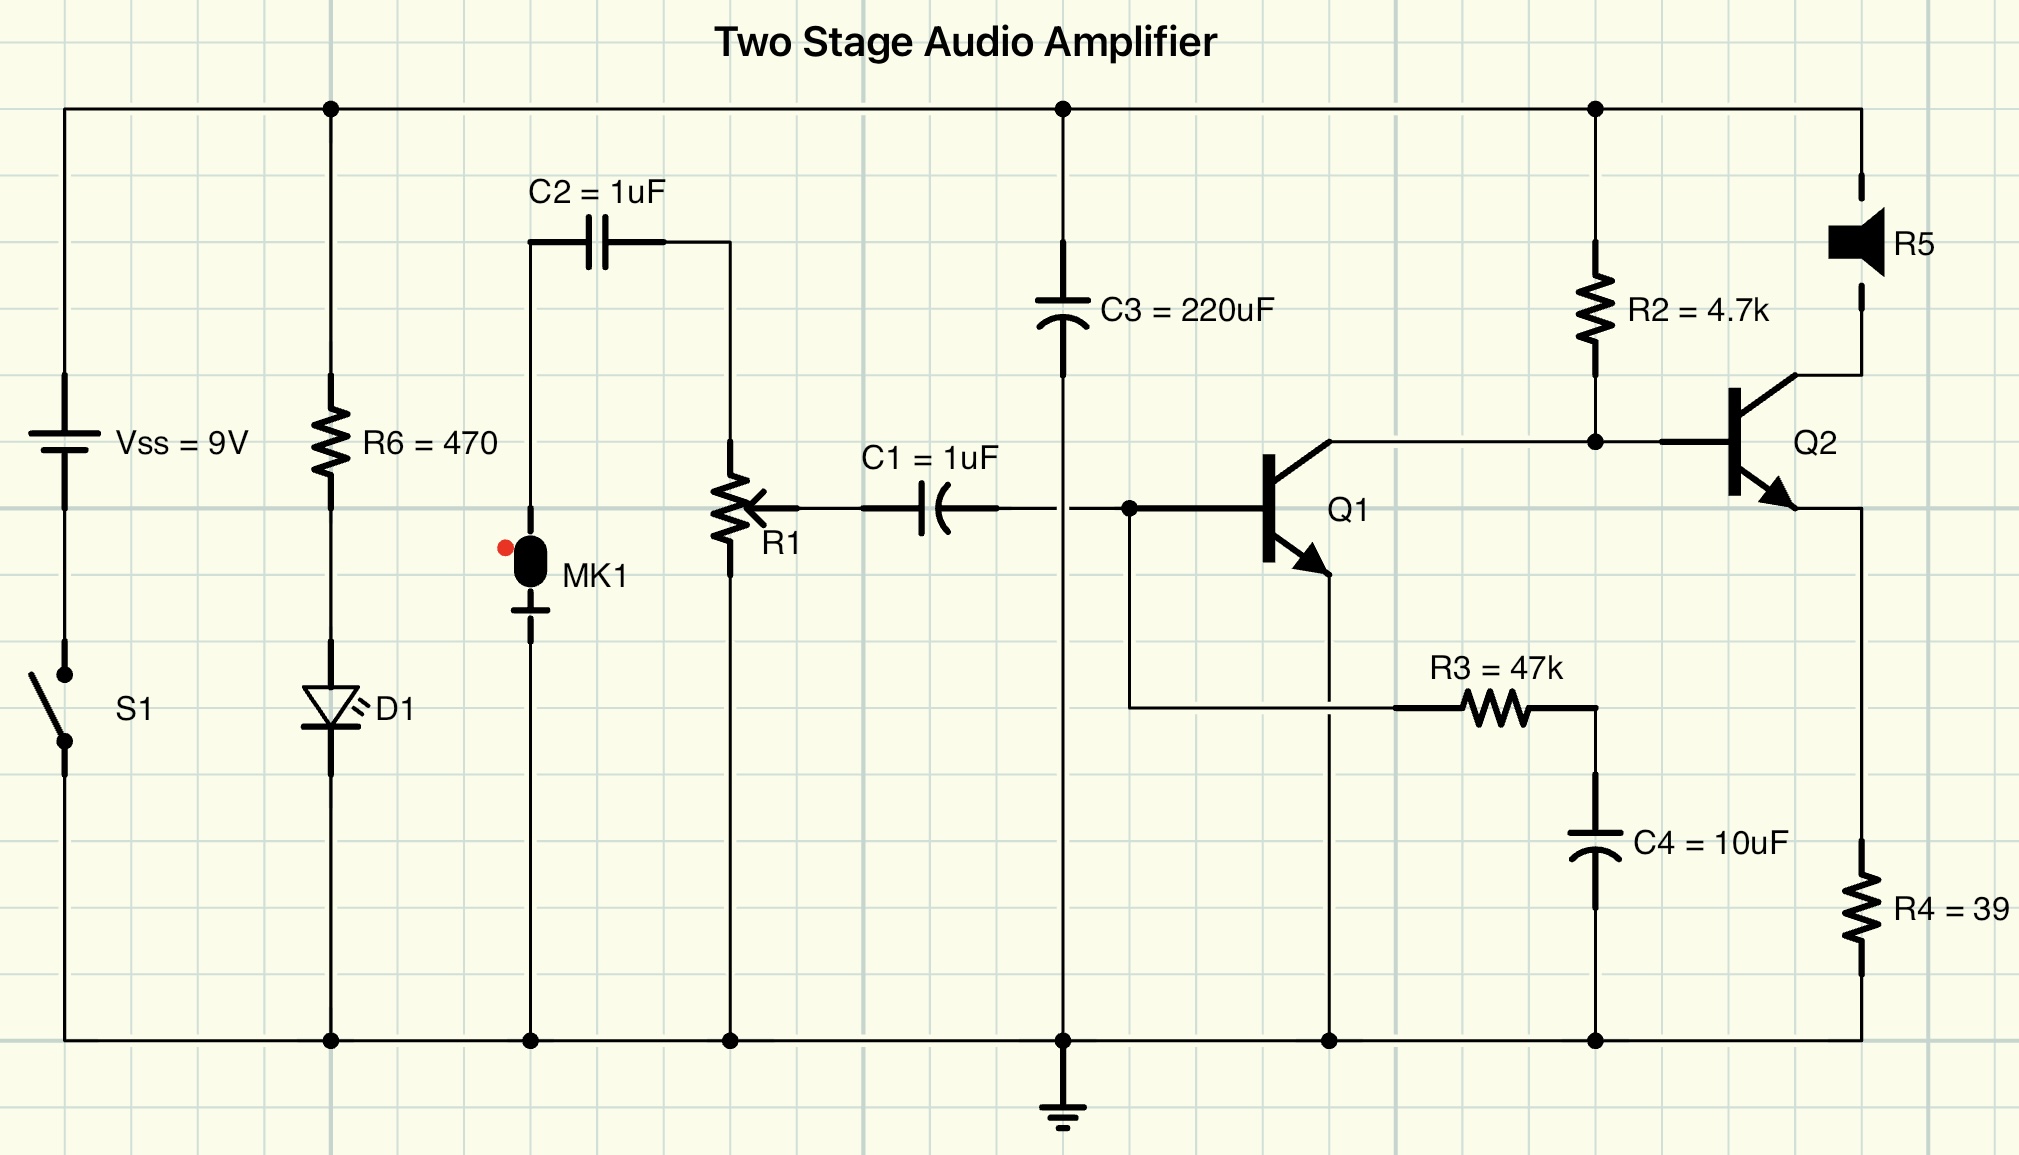 Two Stage Audio Amplifier
C2 = 1uF
R5
C3 = 220uF
R2 = 4.7k
Vss = 9V
R6 = 470
C1 = 1uF
Q2
Q1
R1
MK1
R3 = 47k
S1
D1
C4 = 10uF
R4 = 39